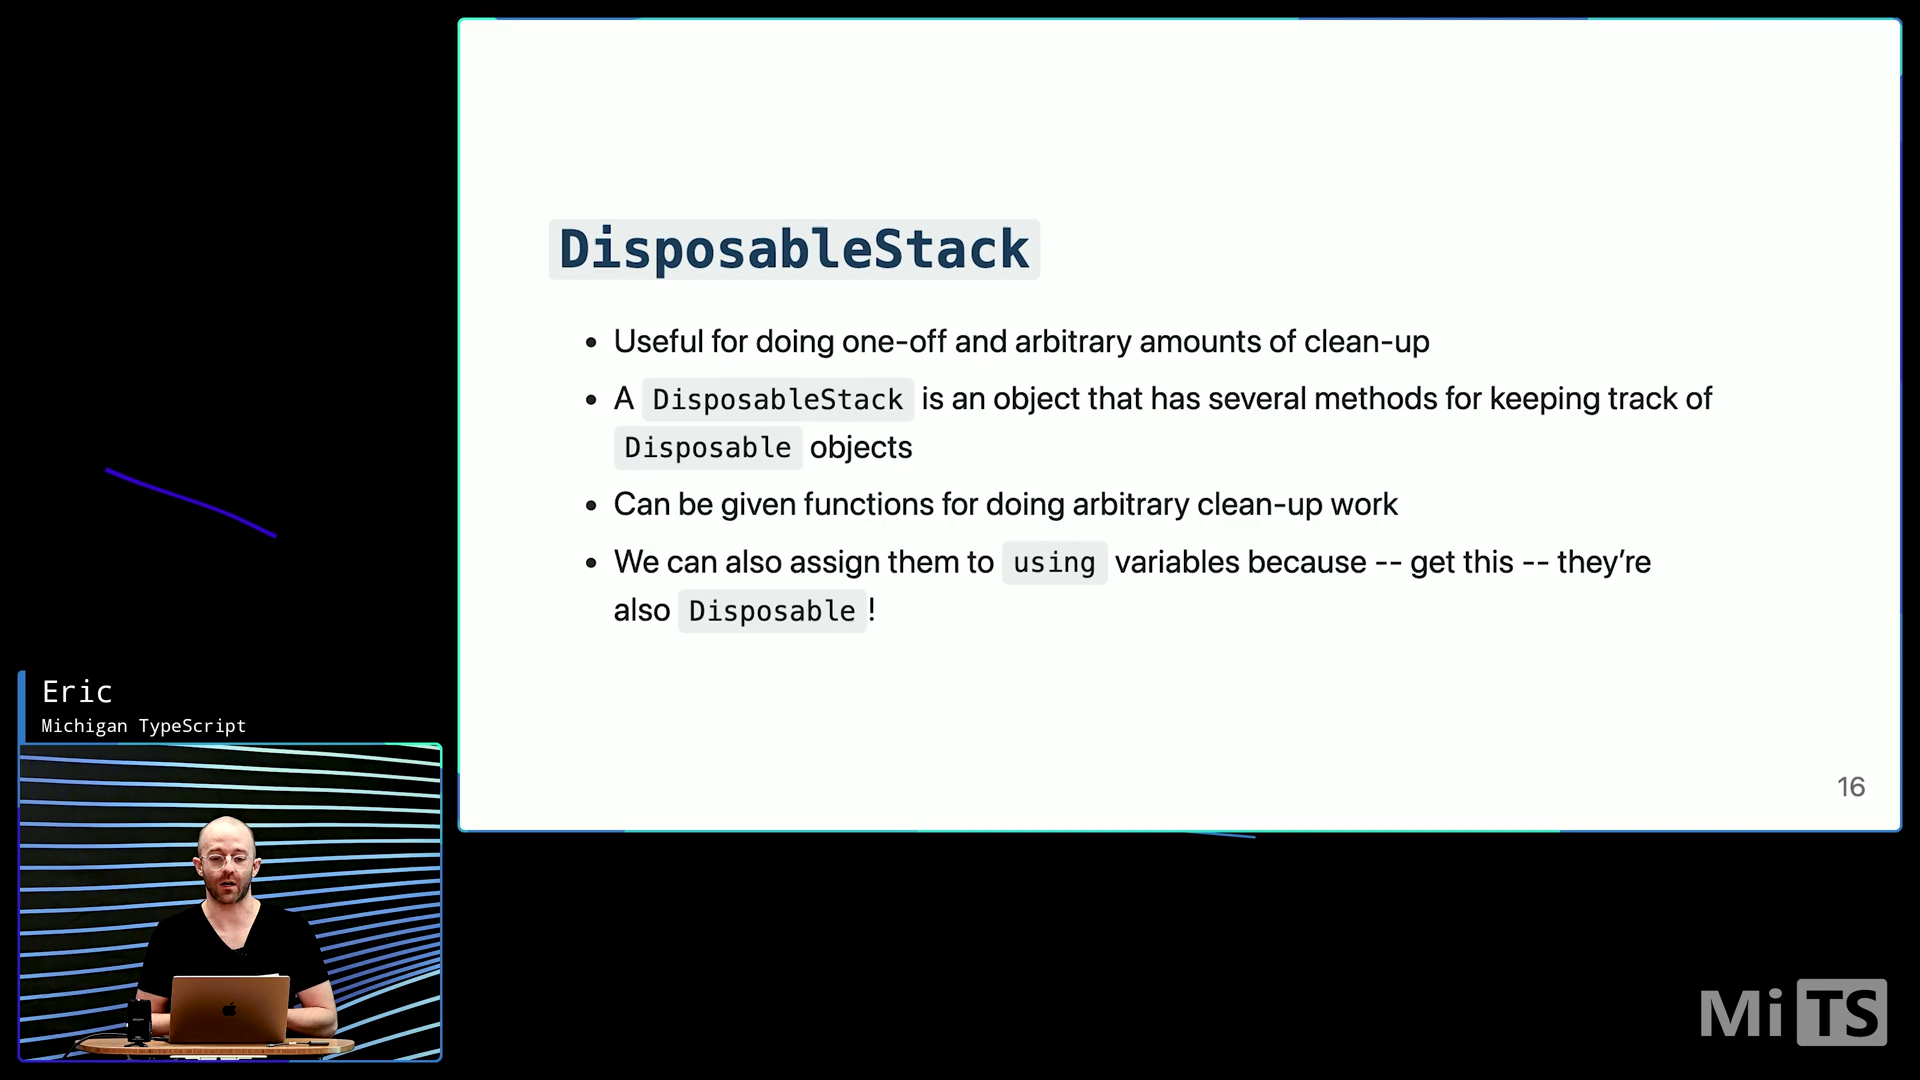 DisposableStack
• Useful for doing one-off and arbitrary amounts of clean-up
• A DisposableStack is an object that has several methods for keeping track of
Disposable objects
• Can be given functions for doing arbitrary clean-up work
• We can also assign them to using variables because -- get this -- they’re
also Disposable!
16
Eric
Michigan TypeScript
MiTS